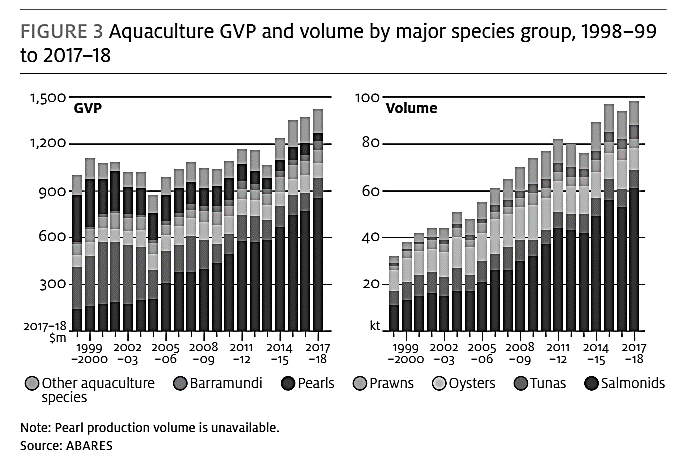 FIGURE 3 Aquaculture GVP and volume by major species group, 1998–99
to 2017–18
1,500
GVP
1,200
900
600
300
2017–18
$m
1999
–2000
2002
–03
2005
–06
2008
–09
2011
–12
2014
–15
2017
–18
100
Volume
80
60
40
20
kt
1999
–2000
2002
–03
2005
–06
2008
–09
2011
–12
2014
–15
2017
–18
Other aquaculture
species
Barramundi
Pearls
Prawns
Oysters
Tunas
Salmonids
Note: Pearl production volume is unavailable.
Source: ABARES